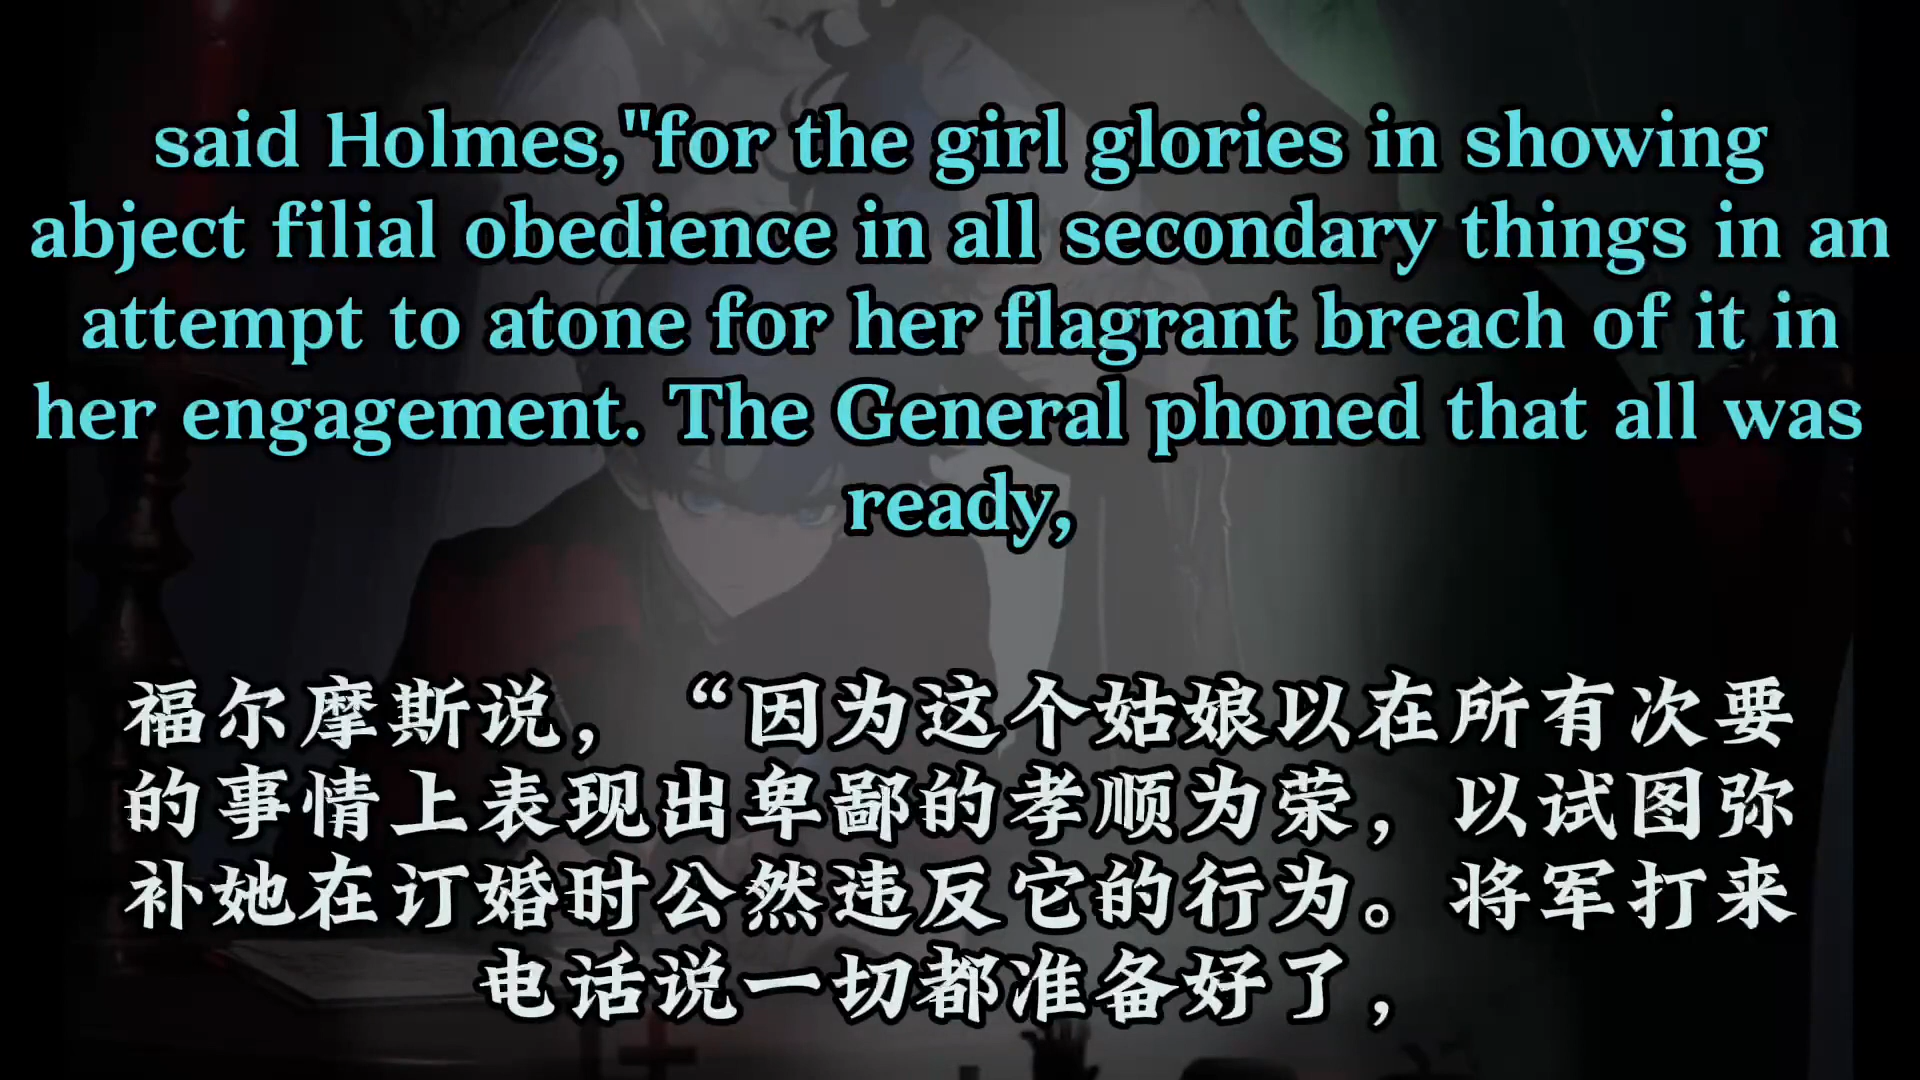 said Holmes,"for the girl glories in showing
abject filial obedience in all secondary things in an
attempt to atone for her flagrant breach of it in
her engagement. The General phoned that all was
ready,
福尔摩斯说，“因为这个姑娘以在所有次要
的事情上表现出卑鄙的孝顺为荣，以试图弥
补她在订婚时公然违反它的行为。将军打来
电话说一切都准备好了，